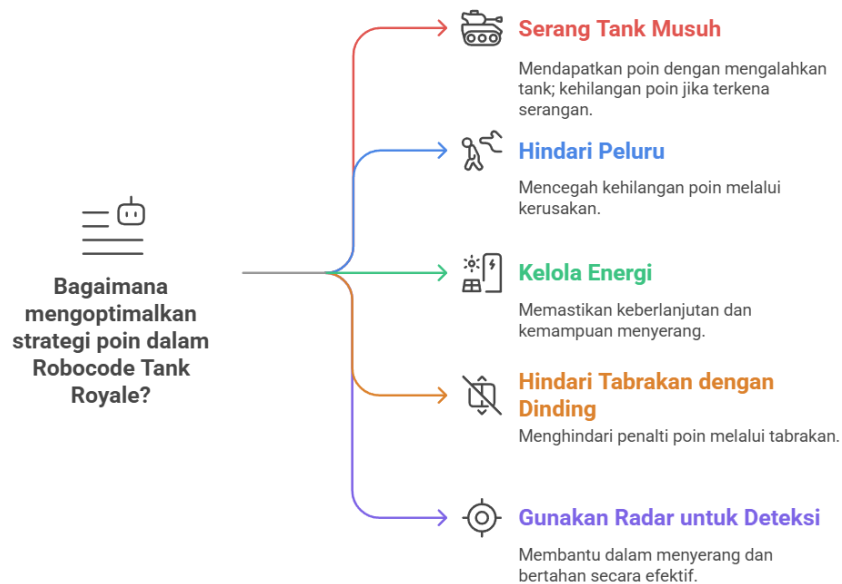 Bagaimana
mengoptimalkan
strategi poin dalam
Robocode Tank
Royale?
Serang Tank Musuh
Mendapatkan poin dengan mengalahkan
tank; kehilangan poin jika terkena
serangan.
Hindari Peluru
Mencegah kehilangan poin melalui
kerusakan.
Kelola Energi
Memastikan keberlanjutan dan
kemampuan menyerang.
Hindari Tabrakan dengan
Dinding
Menghindari penalti poin melalui tabrakan.
Gunakan Radar untuk Deteksi
Membantu dalam menyerang dan
bertahan secara efektif.